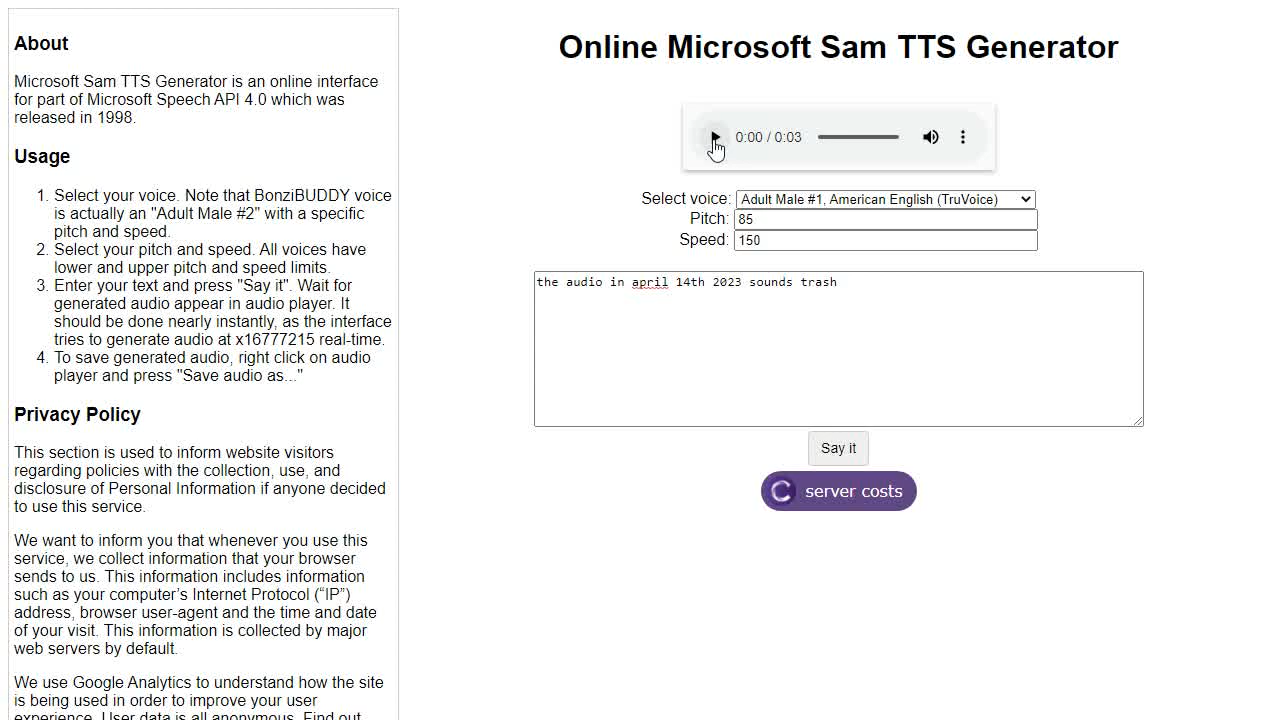 About
Microsoft Sam TTS Generator is an online interface
for part of Microsoft Speech API 4.0 which was
released in 1998.
Usage
1. Select your voice. Note that BonziBUDDY voice
is actually an "Adult Male #2" with a specific
pitch and speed.
2. Select your pitch and speed. All voices have
lower and upper pitch and speed limits.
3. Enter your text and press "Say it". Wait for
generated audio appear in audio player. It
should be done nearly instantly, as the interface
tries to generate audio at x16777215 real-time.
4. To save generated audio, right click on audio
player and press "Save audio as..."
Privacy Policy
This section is used to inform website visitors
regarding policies with the collection, use, and
disclosure of Personal Information if anyone decided
to use this service.
We want to inform you that whenever you use this
service, we collect information that your browser
sends to us. This information includes information
such as your computer’s Internet Protocol (“IP”)
address, browser user-agent and the time and date
of your visit. This information is collected by major
web servers by default.
We use Google Analytics to understand how the site
is being used in order to improve your user
experience. User data is all anonymous. Find out
Online Microsoft Sam TTS Generator
0:00 / 0:03
Select voice: Adult Male #1, American English (TruVoice)
Pitch: 85
Speed: 150
the audio in april 14th 2023 sounds trash
Say it
server costs